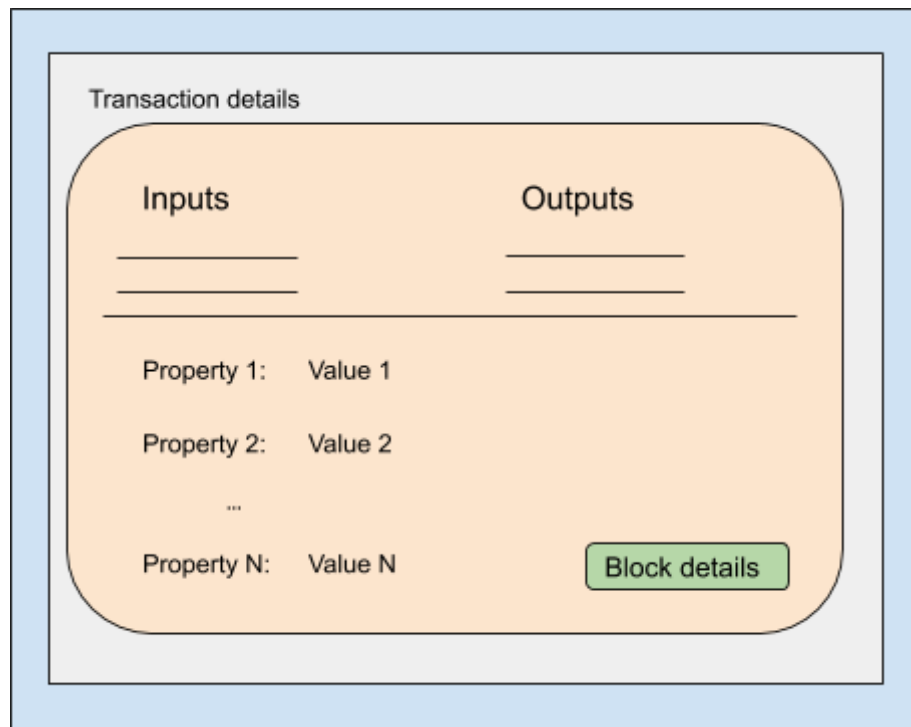 Transaction details
Inputs Outputs
Property 1: Value 1
Property 2: Value 2
...
Property N: Value N
Block details